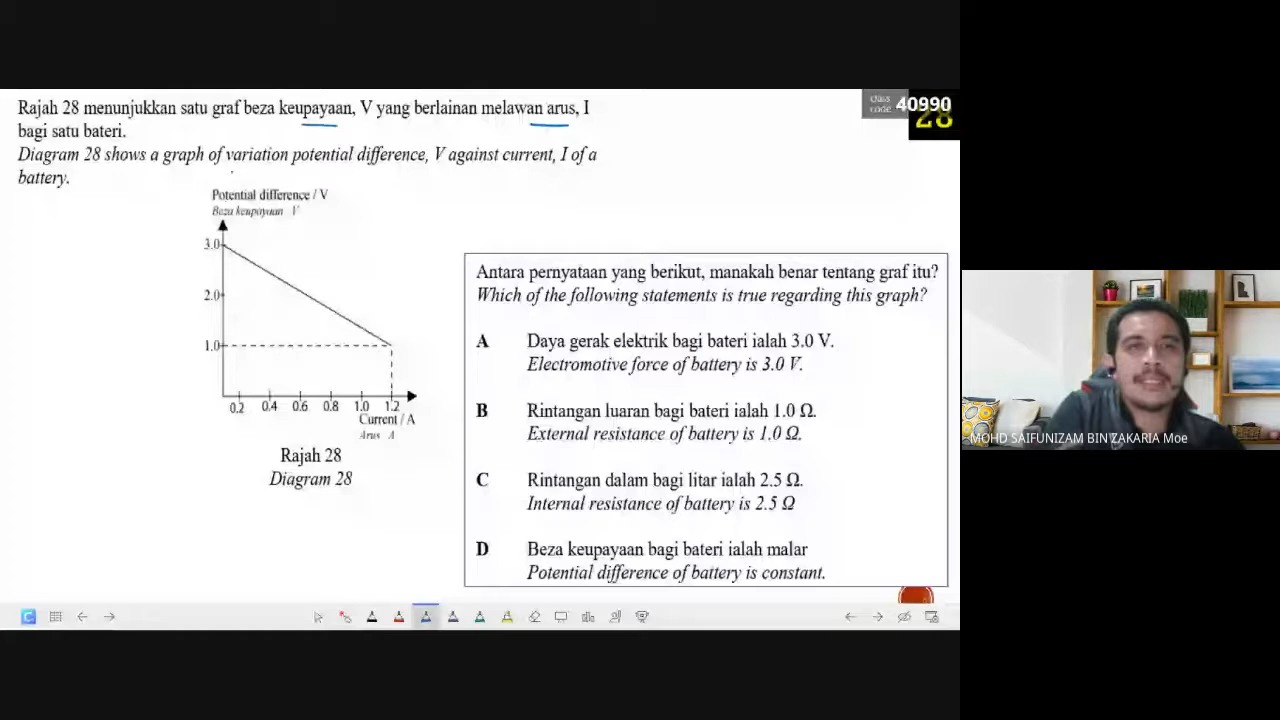 Rajah 28 menunjukkan satu graf beza keupayaan, V yang berlainan melawan arus, I
bagi satu bateri.
Diagram 28 shows a graph of variation potential difference, V against current, I of a
battery.
class
code 40990
28
Potential difference / V
Beza keupayaan V
3.0
2.0
1.0
0.2 0.4 0.6 0.8 1.0 1.2
Current / A
Arus A
Rajah 28
Diagram 28
Antara pernyataan yang berikut, manakah benar tentang graf itu?
Which of the following statements is true regarding this graph?
A Daya gerak elektrik bagi bateri ialah 3.0 V.
Electromotive force of battery is 3.0 V.
B Rintangan luaran bagi bateri ialah 1.0 Ω.
External resistance of battery is 1.0 Ω.
C Rintangan dalam bagi litar ialah 2.5 Ω.
Internal resistance of battery is 2.5 Ω
D Beza keupayaan bagi bateri ialah malar
Potential difference of battery is constant.
MOHD SAIFUNIZAM BIN ZAKARIA Moe